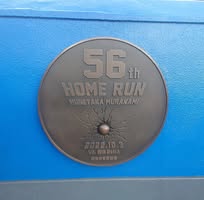 56th
HOME RUN
MUNETAKA MURAKAMI
2022.10.3